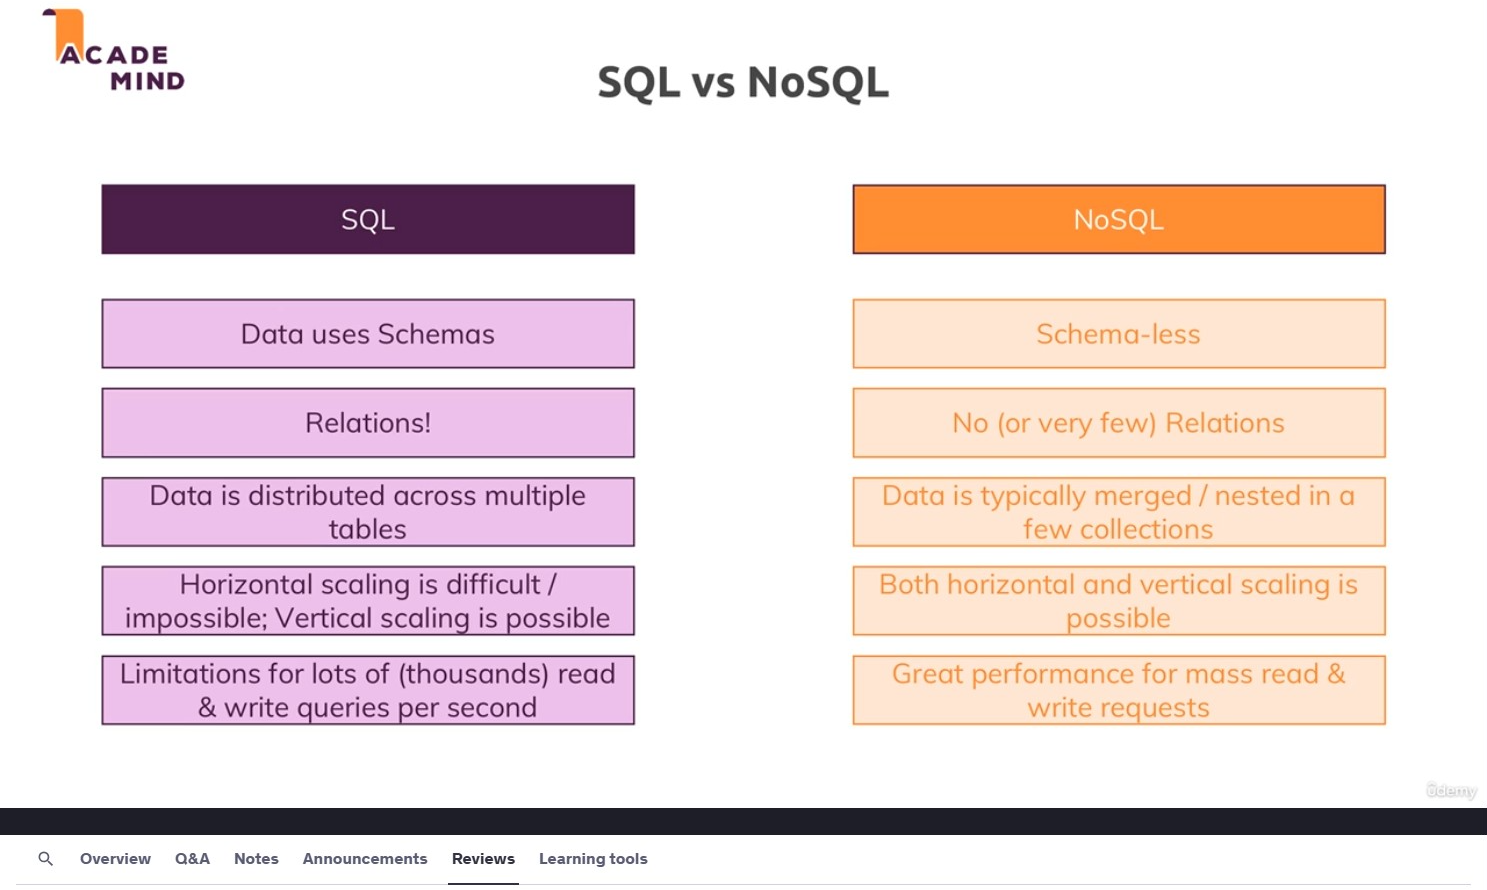 ACADE
MIND
SQL vs NoSQL
SQL
NoSQL
Data uses Schemas
Schema-less
Relations!
No (or very few) Relations
Data is distributed across multiple
tables
Data is typically merged / nested in a
few collections
Horizontal scaling is difficult /
impossible; Vertical scaling is possible
Both horizontal and vertical scaling is
possible
Limitations for lots of (thousands) read
& write queries per second
Great performance for mass read &
write requests
ûdemy
Overview Q&A Notes Announcements Reviews Learning tools